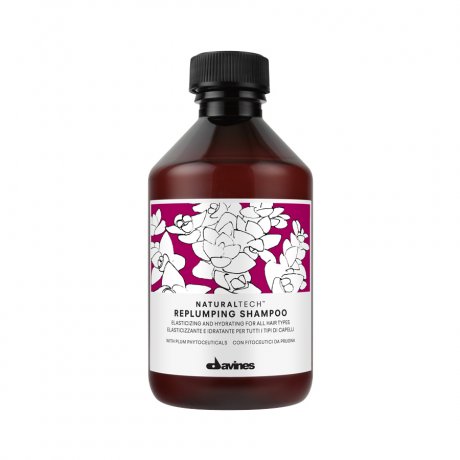 NATURALTECH™
REPLUMPING SHAMPOO
ELASTICIZING AND HYDRATING FOR ALL HAIR TYPES
ELASTICIZZANTE E IDRATANTE PER TUTTI I TIPI DI CAPELLI
WITH PLUM PHYTOCEUTICALS CON FITOCEUTICI DA PRUGNA
davines